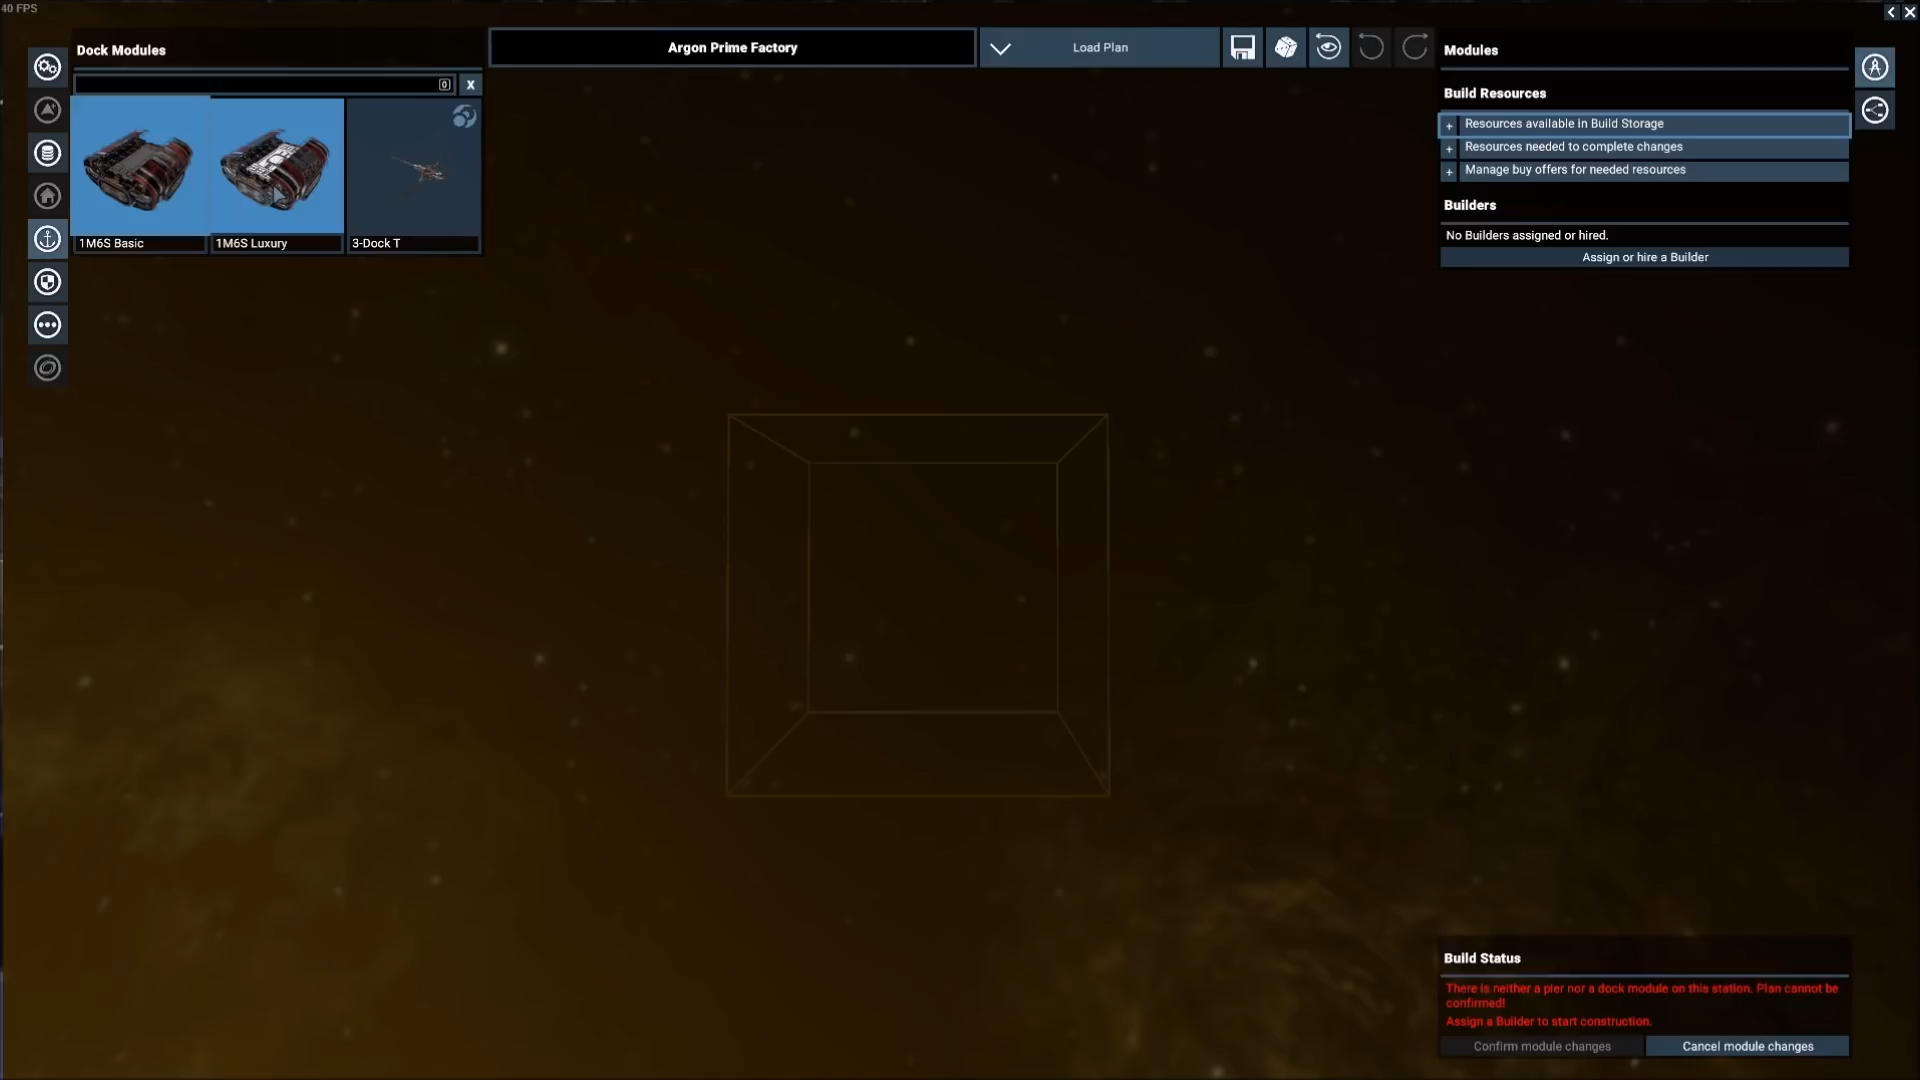 40 FPS
Dock Modules
0
X
1M6S Basic
1M6S Luxury
3-Dock T
Argon Prime Factory
Load Plan
Modules
Build Resources
+ Resources available in Build Storage
+ Resources needed to complete changes
+ Manage buy offers for needed resources
Builders
No Builders assigned or hired.
Assign or hire a Builder
Build Status
There is neither a pier nor a dock module on this station. Plan cannot be
confirmed!
Assign a Builder to start construction.
Confirm module changes
Cancel module changes